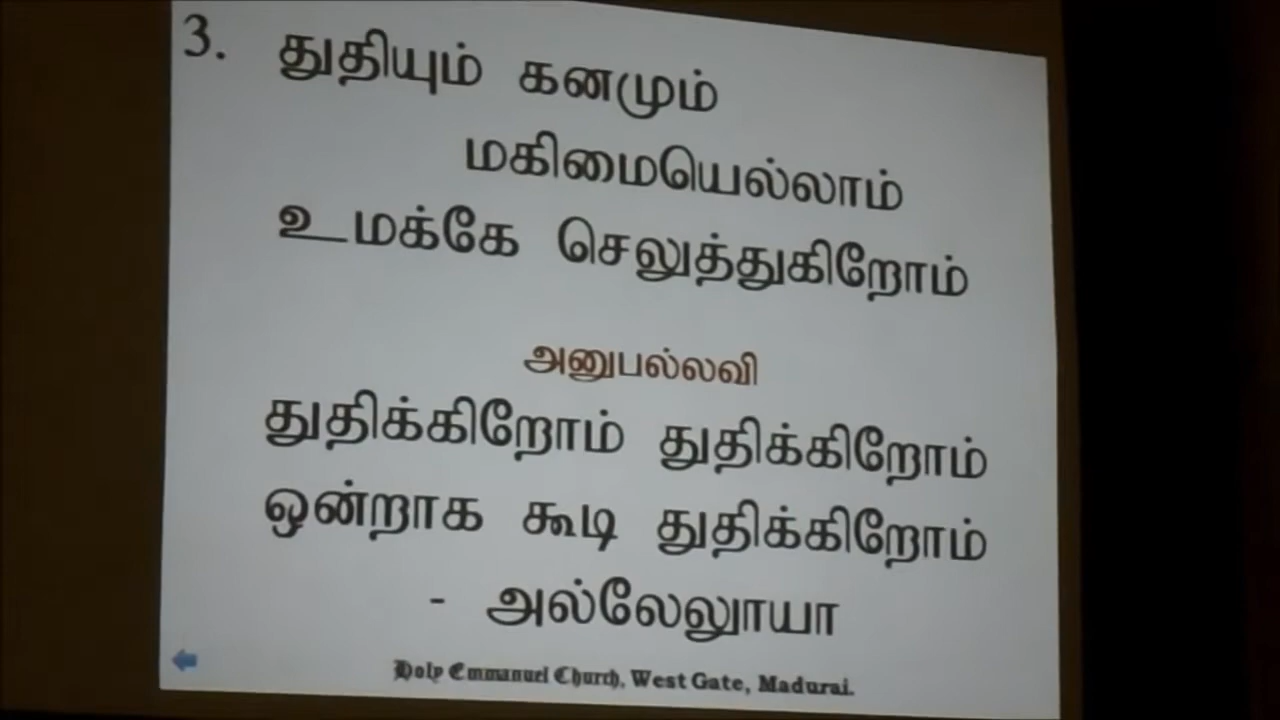 3. துதியும் கனமும்
மகிமையெல்லாம்
உமக்கே செலுத்துகிறோம்
அனுபல்லவி
துதிக்கிறோம் துதிக்கிறோம்
ஒன்றாக கூடி துதிக்கிறோம்
- அல்லேலூயா
Holy Emmanuel Church, West Gate, Madurai.